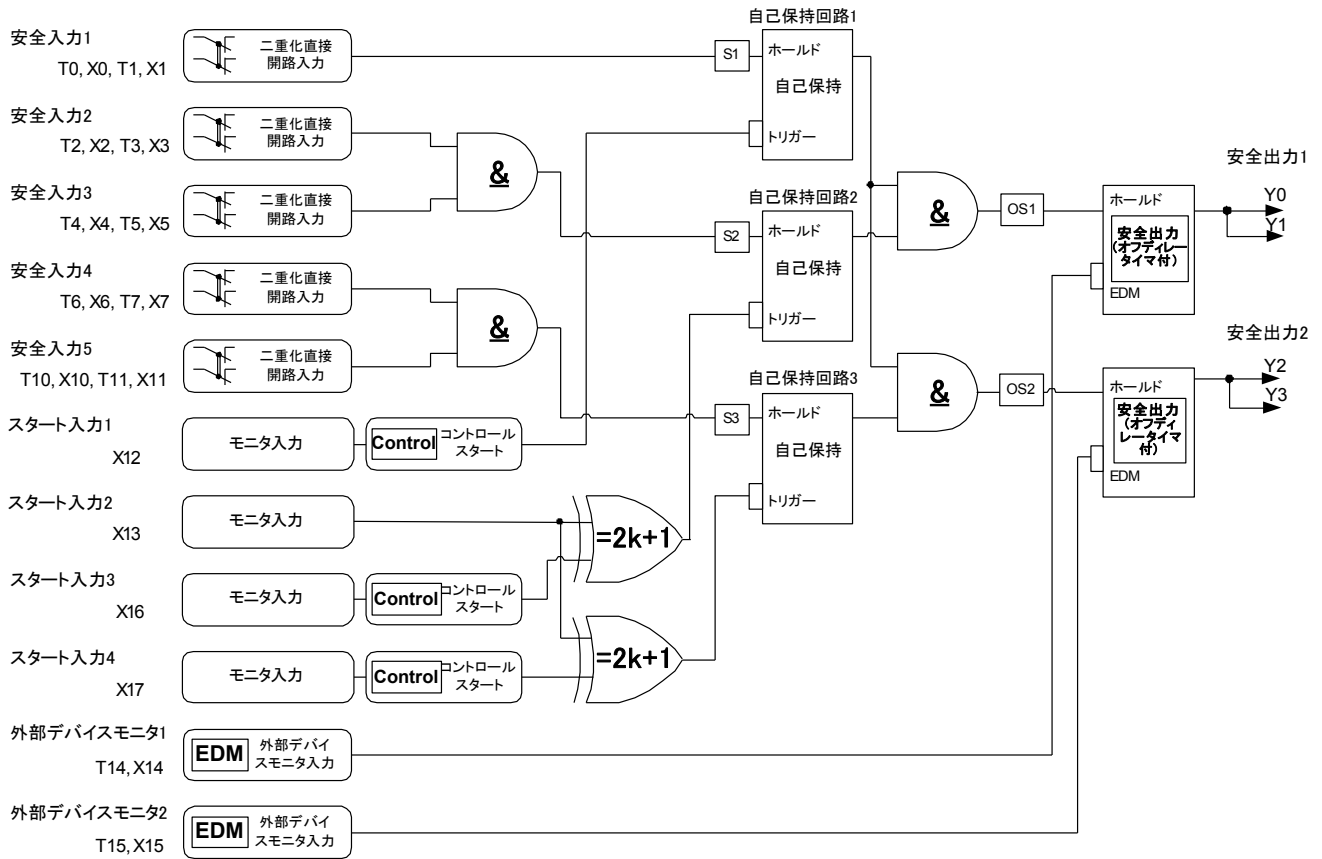 自己保持回路1
安全入力1
T0, X0, T1, X1
二重化直接
開路入力
S1
ホールド
自己保持
トリガー
安全入力2
T2, X2, T3, X3
二重化直接
開路入力
&
安全入力3
T4, X4, T5, X5
二重化直接
開路入力
自己保持回路2
S2
ホールド
自己保持
トリガー
&
OS1
ホールド
安全出力
(オフディレー
タイマ付)
EDM
安全出力1
Y0
Y1
安全入力4
T6, X6, T7, X7
二重化直接
開路入力
&
安全入力5
T10, X10, T11, X11
二重化直接
開路入力
自己保持回路3
S3
ホールド
自己保持
トリガー
&
OS2
ホールド
安全出力
(オフディ
レータイマ
付)
EDM
安全出力2
Y2
Y3
スタート入力1
X12
モニタ入力
Control
コントロール
スタート
スタート入力2
X13
モニタ入力
=2k+1
スタート入力3
X16
モニタ入力
Control
コントロール
スタート
スタート入力4
X17
モニタ入力
Control
コントロール
スタート
=2k+1
外部デバイスモニタ1
T14, X14
EDM
外部デバイ
スモニタ入力
外部デバイスモニタ2
T15, X15
EDM
外部デバイ
スモニタ入力